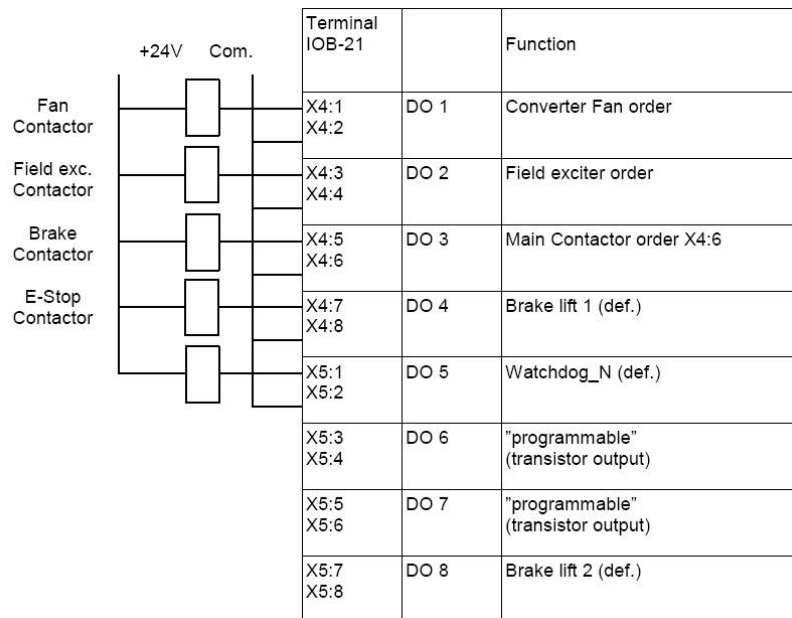 +24V Com.
Fan
Contactor
Field exc.
Contactor
Brake
Contactor
E-Stop
Contactor
Terminal
IOB-21 Function
X4:1 DO 1 Converter Fan order
X4:2
X4:3 DO 2 Field exciter order
X4:4
X4:5 DO 3 Main Contactor order X4:6
X4:6
X4:7 DO 4 Brake lift 1 (def.)
X4:8
X5:1 DO 5 Watchdog_N (def.)
X5:2
X5:3 DO 6 ”programmable”
X5:4 (transistor output)
X5:5 DO 7 ”programmable”
X5:6 (transistor output)
X5:7 DO 8 Brake lift 2 (def.)
X5:8